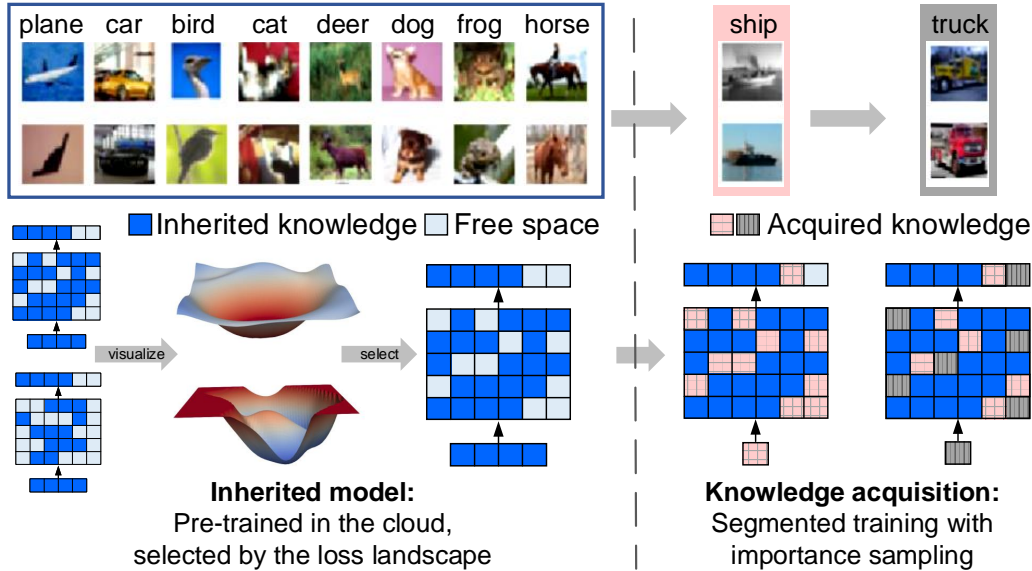 plane car bird cat deer dog frog horse ship truck
Inherited knowledge Free space Acquired knowledge
visualize select
Inherited model:
Pre-trained in the cloud,
selected by the loss landscape
Knowledge acquisition:
Segmented training with
importance sampling